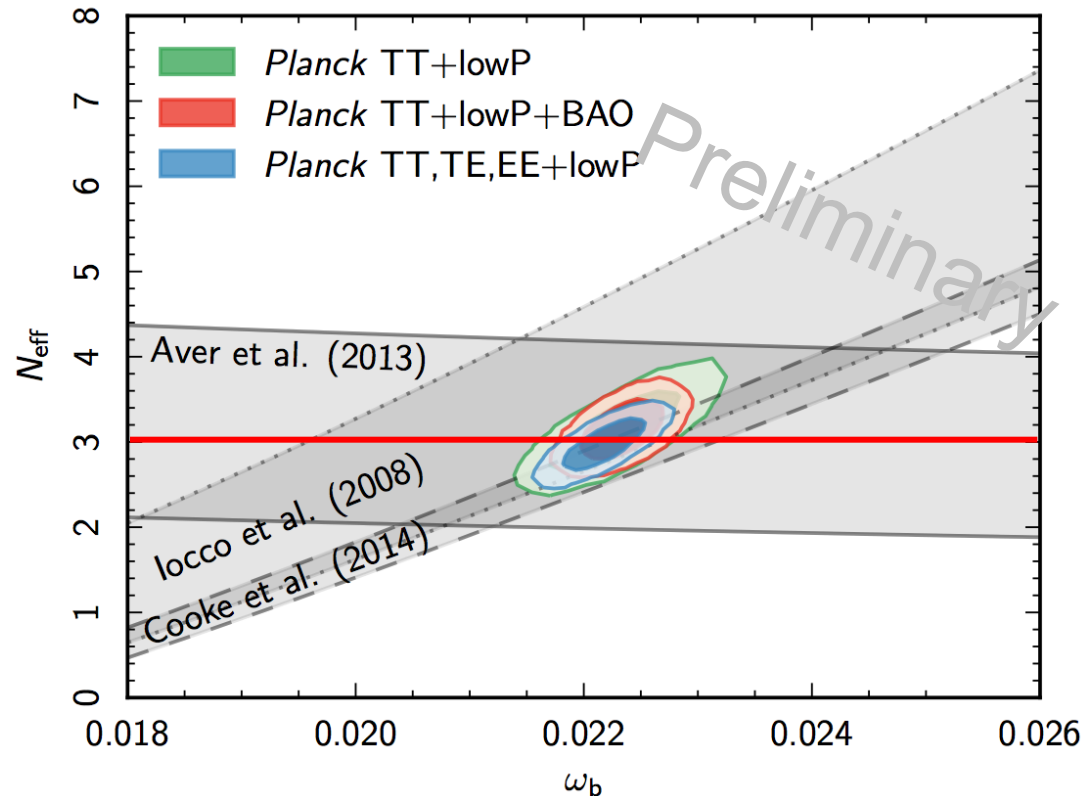 Planck TT+lowP
Planck TT+lowP+BAO
Planck TT,TE,EE+lowP
Preliminary
Aver et al. (2013)
Iocco et al. (2008)
Cooke et al. (2014)
N_eff
8
7
6
5
4
3
2
1
0
0.018 0.020 0.022 0.024 0.026
ω_b